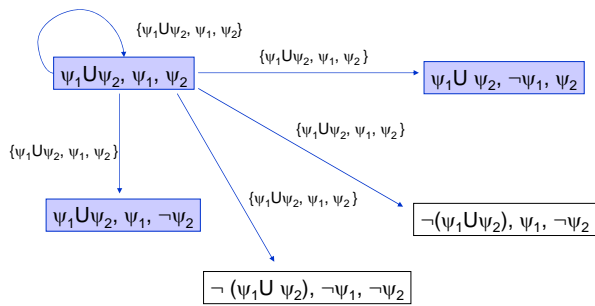 {ψ₁Uψ₂, ψ₁, ψ₂}
{ψ₁Uψ₂, ψ₁, ψ₂}
ψ₁Uψ₂, ψ₁, ψ₂
ψ₁U ψ₂, ¬ψ₁, ψ₂
{ψ₁Uψ₂, ψ₁, ψ₂}
{ψ₁Uψ₂, ψ₁, ψ₂}
{ψ₁Uψ₂, ψ₁, ψ₂}
ψ₁Uψ₂, ψ₁, ¬ψ₂
¬(ψ₁Uψ₂), ψ₁, ¬ψ₂
¬ (ψ₁U ψ₂), ¬ψ₁, ¬ψ₂